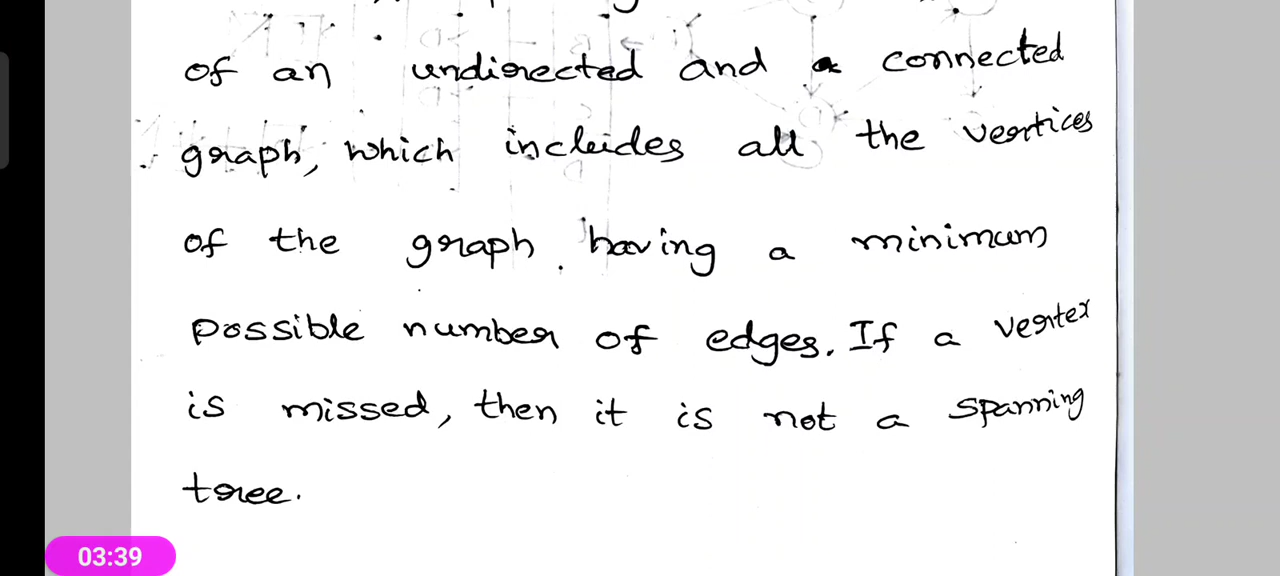 of an undirected and a connected
graph, which includes all the vertices
of the graph having a minimum
possible number of edges. If a vertex
is missed, then it is not a spanning
tree.
03:39